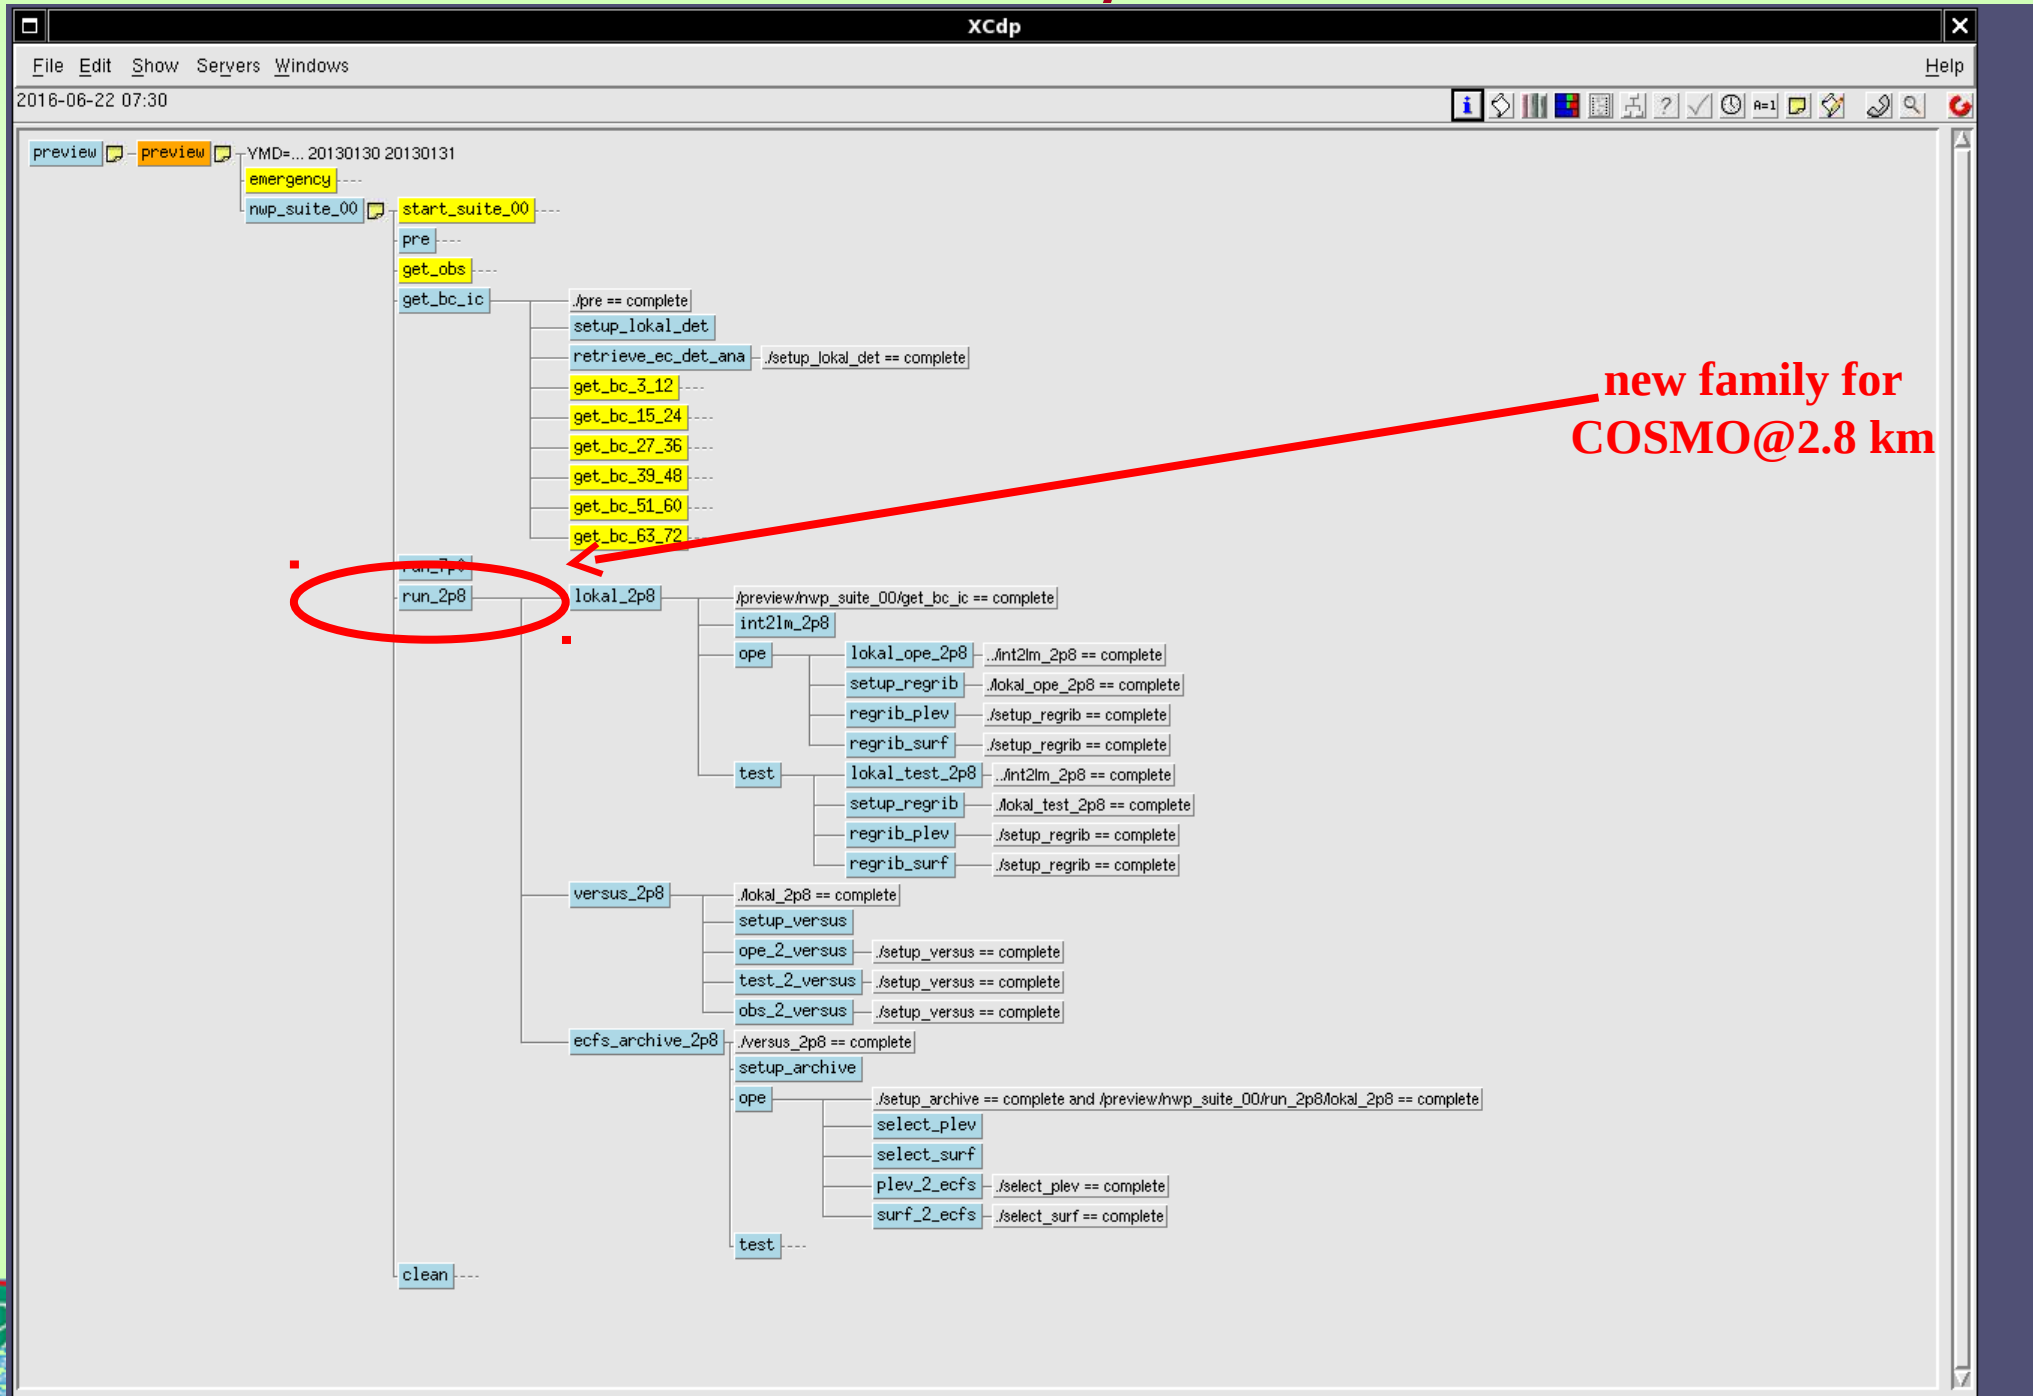 XCdp
File Edit Show Servers Windows Help
2016-06-22 07:30
A=1
preview preview YMD=... 20130130 20130131
emergency
nwp_suite_00 start_suite_00
pre
get_obs
get_bc_ic ./pre == complete
setup_lokal_det
retrieve_ec_det_ana ./setup_lokal_det == complete
get_bc_3_12
get_bc_15_24
get_bc_27_36
get_bc_39_48
get_bc_51_60
get_bc_63_72
new family for
COSMO@2.8 km
run_7p0
run_2p8 lokal_2p8 /preview/nwp_suite_00/get_bc_ic == complete
int2lm_2p8
ope lokal_ope_2p8 ../int2lm_2p8 == complete
setup_regrib ./lokal_ope_2p8 == complete
regrib_plev ./setup_regrib == complete
regrib_surf ./setup_regrib == complete
test lokal_test_2p8 ../int2lm_2p8 == complete
setup_regrib ./lokal_test_2p8 == complete
regrib_plev ./setup_regrib == complete
regrib_surf ./setup_regrib == complete
versus_2p8 ./lokal_2p8 == complete
setup_versus
ope_2_versus ./setup_versus == complete
test_2_versus ./setup_versus == complete
obs_2_versus ./setup_versus == complete
ecfs_archive_2p8 ./versus_2p8 == complete
setup_archive
ope ./setup_archive == complete and /preview/nwp_suite_00/run_2p8/lokal_2p8 == complete
select_plev
select_surf
plev_2_ecfs ./select_plev == complete
surf_2_ecfs ./select_surf == complete
test
clean